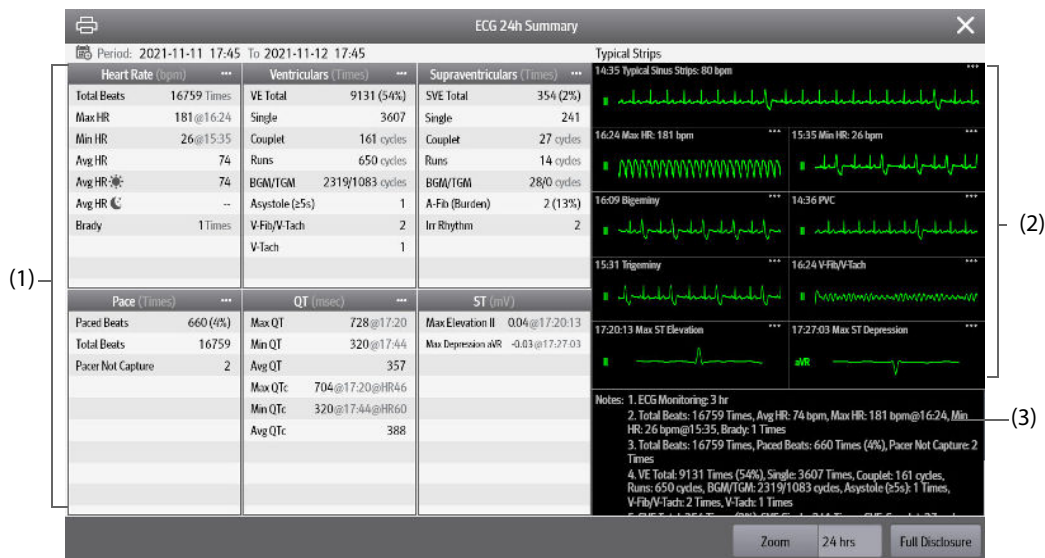 ECG 24h Summary
Period: 2021-11-11 17:45 To 2021-11-12 17:45
Typical Strips
(1)
Heart Rate (bpm)
Total Beats 16759 Times
Max HR 181@16:24
Min HR 26@15:35
Avg HR 74
Avg HR 74
Avg HR --
Brady 1 Times
Ventriculars (Times)
VE Total 9131 (54%)
Single 3607
Couplet 161 cycles
Runs 650 cycles
BGM/TGM 2319/1083 cycles
Asystole (≥5s) 1
V-Fib/V-Tach 2
V-Tach 1
Supraventriculars (Times)
SVE Total 354 (2%)
Single 241
Couplet 27 cycles
Runs 14 cycles
BGM/TGM 28/0 cycles
A-Fib (Burden) 2 (13%)
Irr Rhythm 2
Pace (Times)
Paced Beats 660 (4%)
Total Beats 16759
Pacer Not Capture 2
QT (msec)
Max QT 728@17:20
Min QT 320@17:44
Avg QT 357
Max QTc 704@17:20@HR46
Min QTc 320@17:44@HR60
Avg QTc 388
ST (mV)
Max Elevation II 0.04@17:20:13
Max Depression aVR -0.03@17:27:03
14:35 Typical Sinus Strips: 80 bpm
II
16:24 Max HR: 181 bpm
II
15:35 Min HR: 26 bpm
II
16:09 Bigeminy
II
14:36 PVC
II
15:31 Trigeminy
II
16:24 V-Fib/V-Tach
II
17:20:13 Max ST Elevation
II
17:27:03 Max ST Depression
aVR
(2)
Notes: 1. ECG Monitoring: 3 hr
2. Total Beats: 16759 Times, Avg HR: 74 bpm, Max HR: 181 bpm@16:24, Min
HR: 26 bpm@15:35, Brady: 1 Times
3. Total Beats: 16759 Times, Paced Beats: 660 Times (4%), Pacer Not Capture: 2
Times
4. VE Total: 9131 Times (54%), Single: 3607 Times, Couplet: 161 cycles,
Runs: 650 cycles, BGM/TGM: 2319/1083 cycles, Asystole (≥5s): 1 Times,
V-Fib/V-Tach: 2 Times, V-Tach: 1 Times
(3)
Zoom 24 hrs Full Disclosure